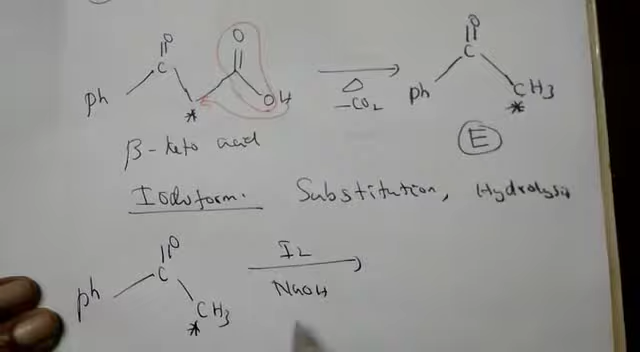 O O
C
Ph OH
*
β-keto acid
△
-CO2
O
C
Ph CH3
*
E
Iodoform. Substitution, Hydrolysis
O
C
Ph CH3
*
I2
NaOH